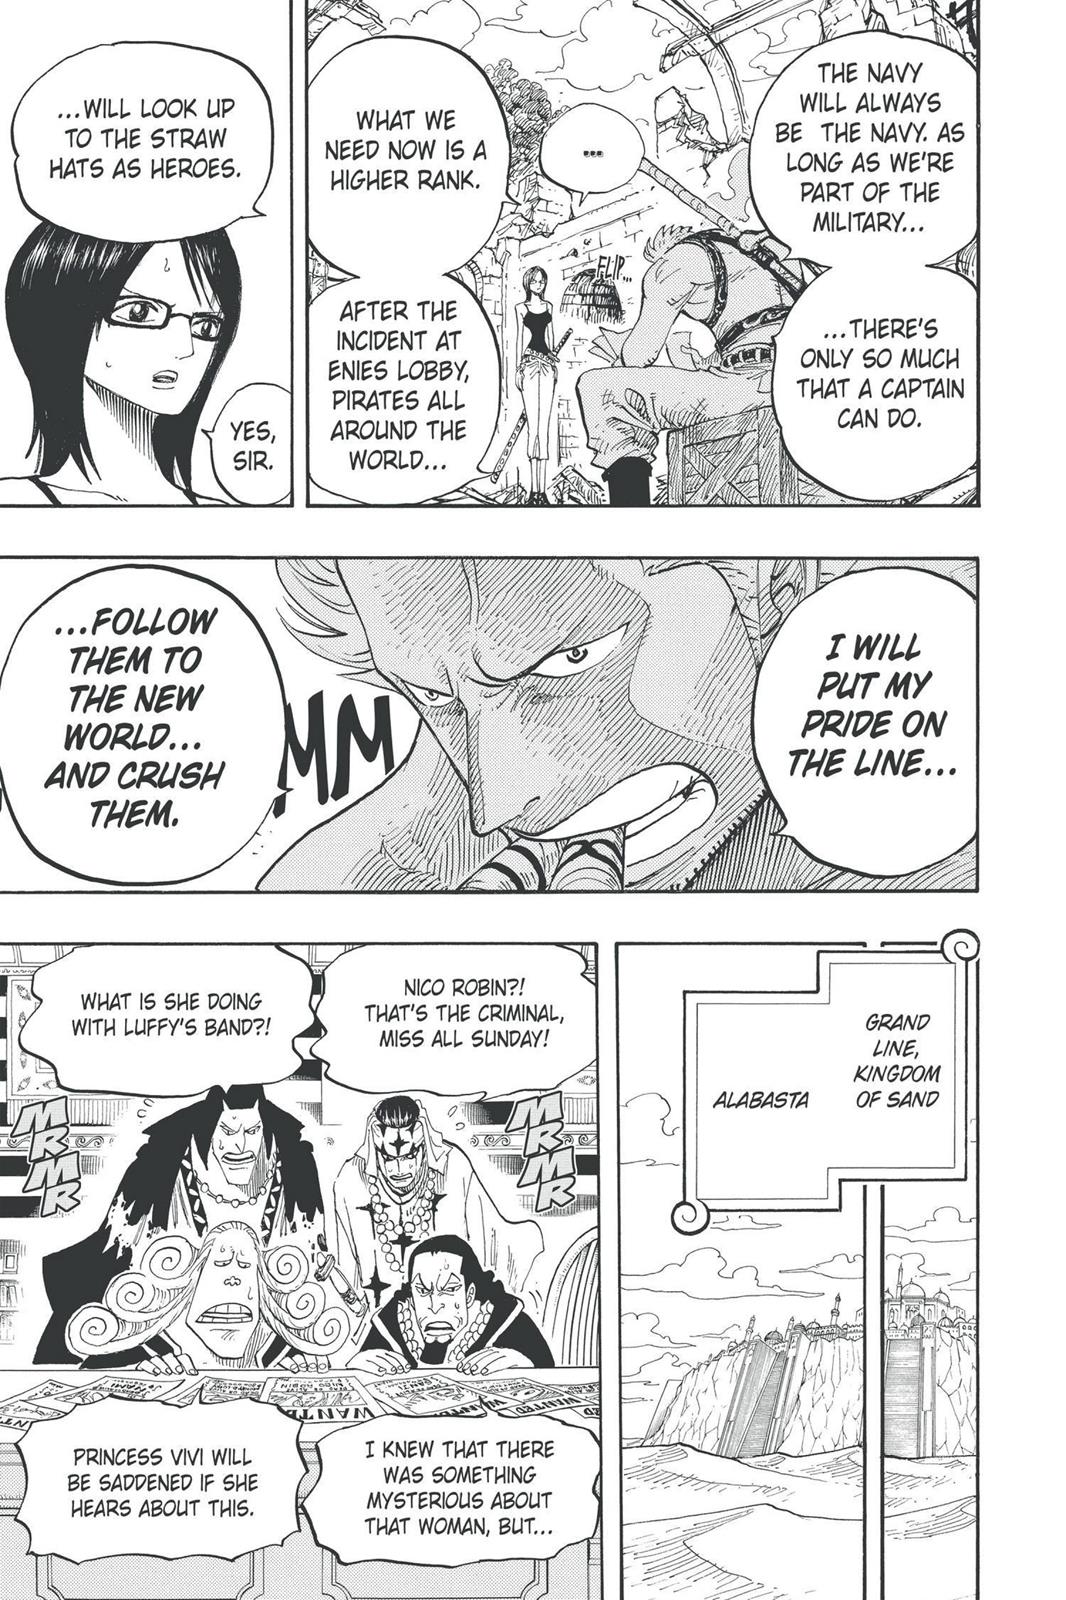 THE NAVY
WILL ALWAYS
BE THE NAVY. AS
LONG AS WE'RE
PART OF THE
MILITARY...
...THERE'S
ONLY SO MUCH
THAT A CAPTAIN
CAN DO.
...
FLIP...
WHAT WE
NEED NOW IS A
HIGHER RANK.
AFTER THE
INCIDENT AT
ENIES LOBBY,
PIRATES ALL
AROUND THE
WORLD...
...WILL LOOK UP
TO THE STRAW
HATS AS HEROES.
YES,
SIR.
I WILL
PUT MY
PRIDE ON
THE LINE...
MMM
...FOLLOW
THEM TO
THE NEW
WORLD...
AND CRUSH
THEM.
GRAND
LINE,
KINGDOM
OF SAND
ALABASTA
NICO ROBIN?!
THAT'S THE CRIMINAL,
MISS ALL SUNDAY!
WHAT IS SHE DOING
WITH LUFFY'S BAND?!
MRMR
MRMR
WANTED
I KNEW THAT THERE
WAS SOMETHING
MYSTERIOUS ABOUT
THAT WOMAN, BUT...
PRINCESS VIVI WILL
BE SADDENED IF SHE
HEARS ABOUT THIS.